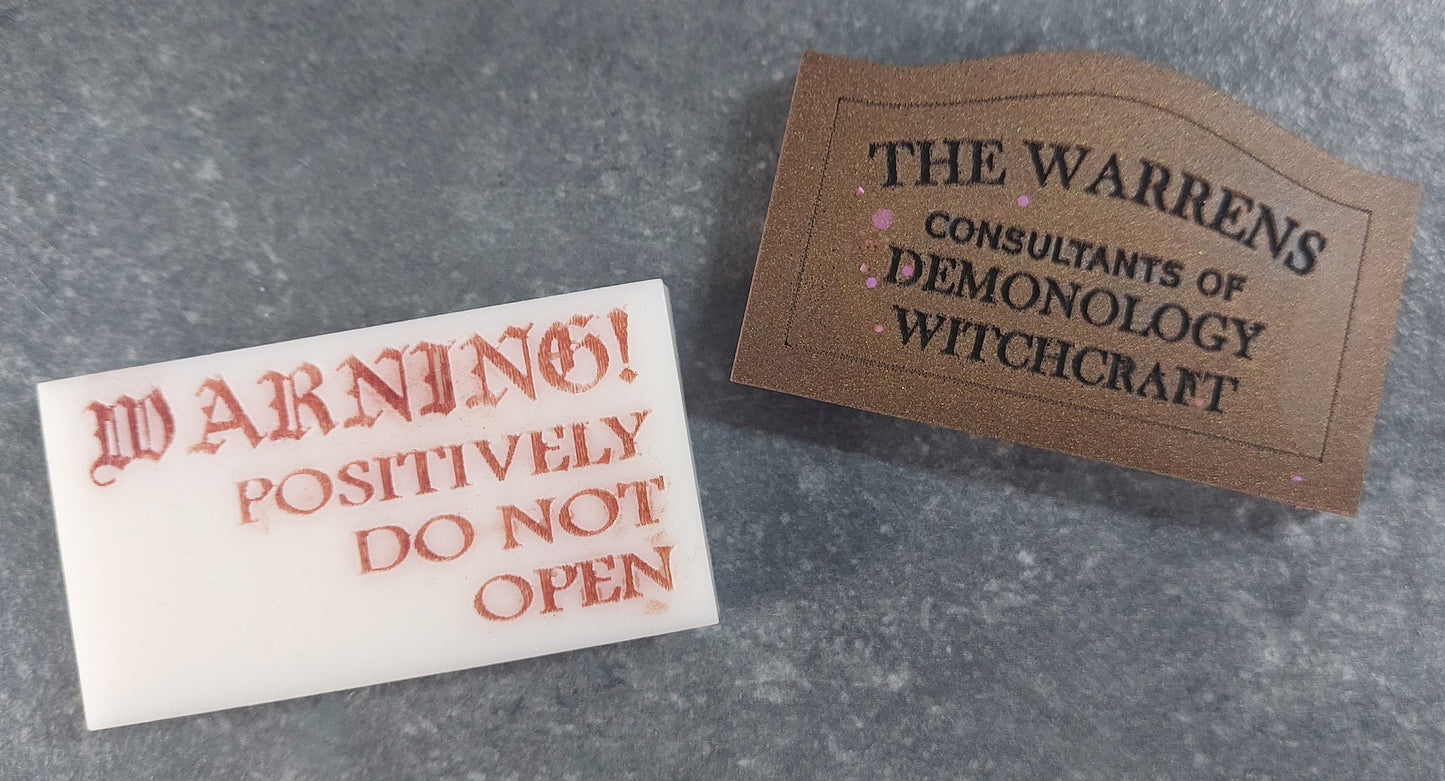 WARNING!
POSITIVELY
DO NOT
OPEN
THE WARRENS
CONSULTANTS OF
DEMONOLOGY
WITCHCRAFT